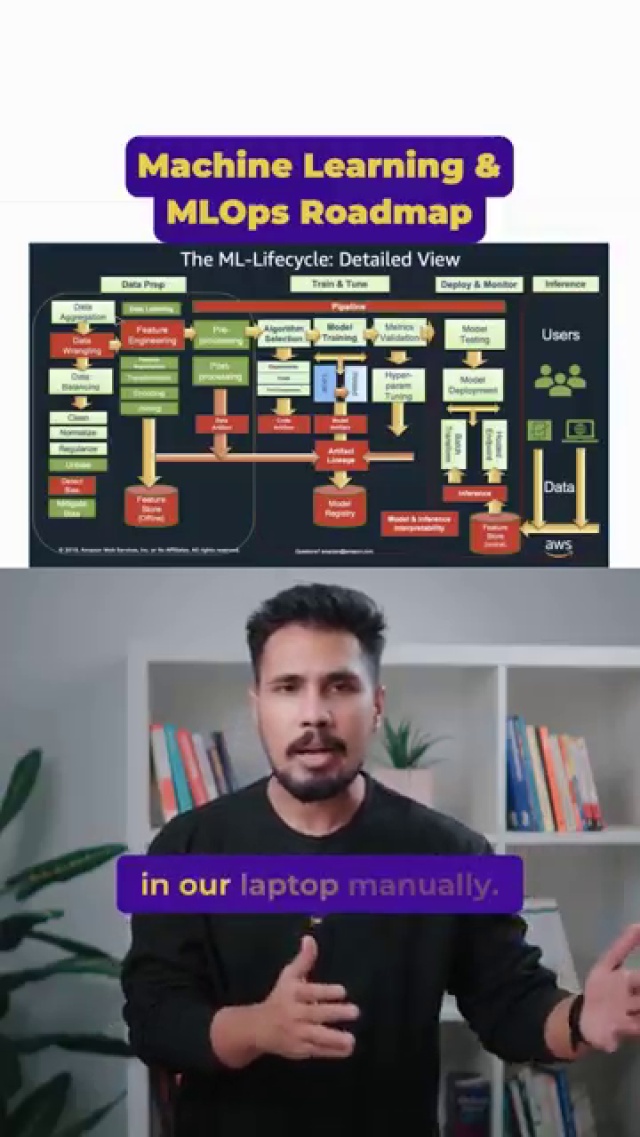 Machine Learning &
MLOps Roadmap
The ML-Lifecycle: Detailed View
Data Prep
Train & Tune
Deploy & Monitor
Inference
Pipeline
Data
Aggregation
Data
Wrangling
Data
Balancing
Clean
Normalize
Regularize
Unbias
Detect
Bias
Mitigate
Bias
Data Labeling
Feature
Engineering
Feature
Store
(Offline)
Pre-
processing
Post-
processing
Data
Artifact
Algorithm
Selection
Code
Artifact
Model
Training
Model
Artifact
Artifact
Lineage
Model
Registry
Metrics
Validation
Hyper-
param
Tuning
Model & Inference
Interpretability
Model
Testing
Model
Deployment
Batch
Transform
Hosted
Endpoint
Inference
Feature
Store
Users
Data
aws
in our laptop manually.